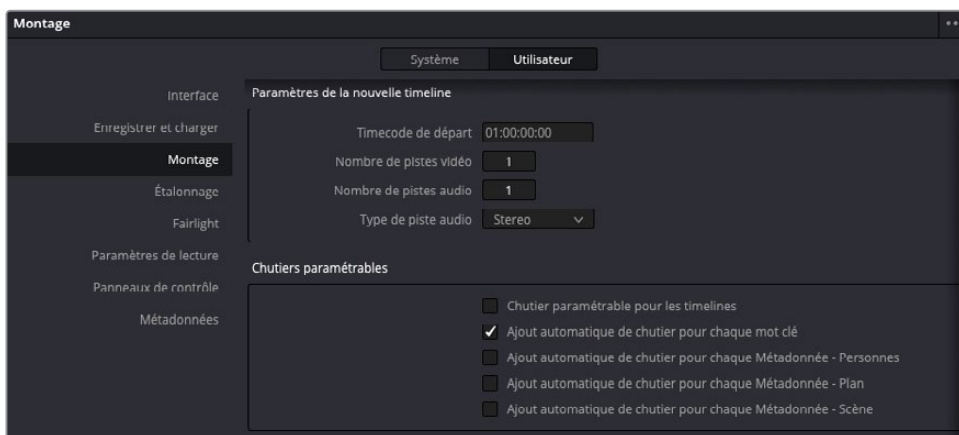 Montage
Système Utilisateur
Interface
Enregistrer et charger
Montage
Étalonnage
Fairlight
Paramètres de lecture
Panneaux de contrôle
Métadonnées
Paramètres de la nouvelle timeline
Timecode de départ 01:00:00:00
Nombre de pistes vidéo 1
Nombre de pistes audio 1
Type de piste audio Stereo
Chutiers paramétrables
Chutier paramétrable pour les timelines
Ajout automatique de chutier pour chaque mot clé
Ajout automatique de chutier pour chaque Métadonnée - Personnes
Ajout automatique de chutier pour chaque Métadonnée - Plan
Ajout automatique de chutier pour chaque Métadonnée - Scène